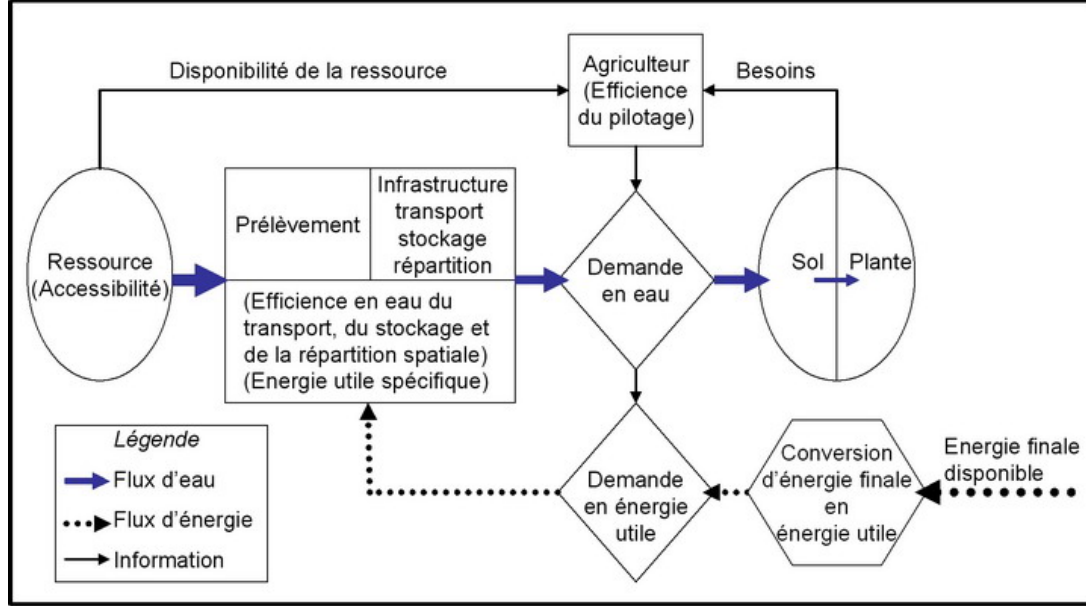 Disponibilité de la ressource
Agriculteur
(Efficience
du pilotage)
Besoins
Ressource
(Accessibilité)
Prélèvement
Infrastructure
transport
stockage
répartition
(Efficience en eau du
transport, du stockage et
de la répartition spatiale)
(Energie utile spécifique)
Demande
en eau
Sol
Plante
Légende
Flux d'eau
Flux d'énergie
Information
Demande
en énergie
utile
Conversion
d'énergie finale
en
énergie utile
Energie finale
disponible